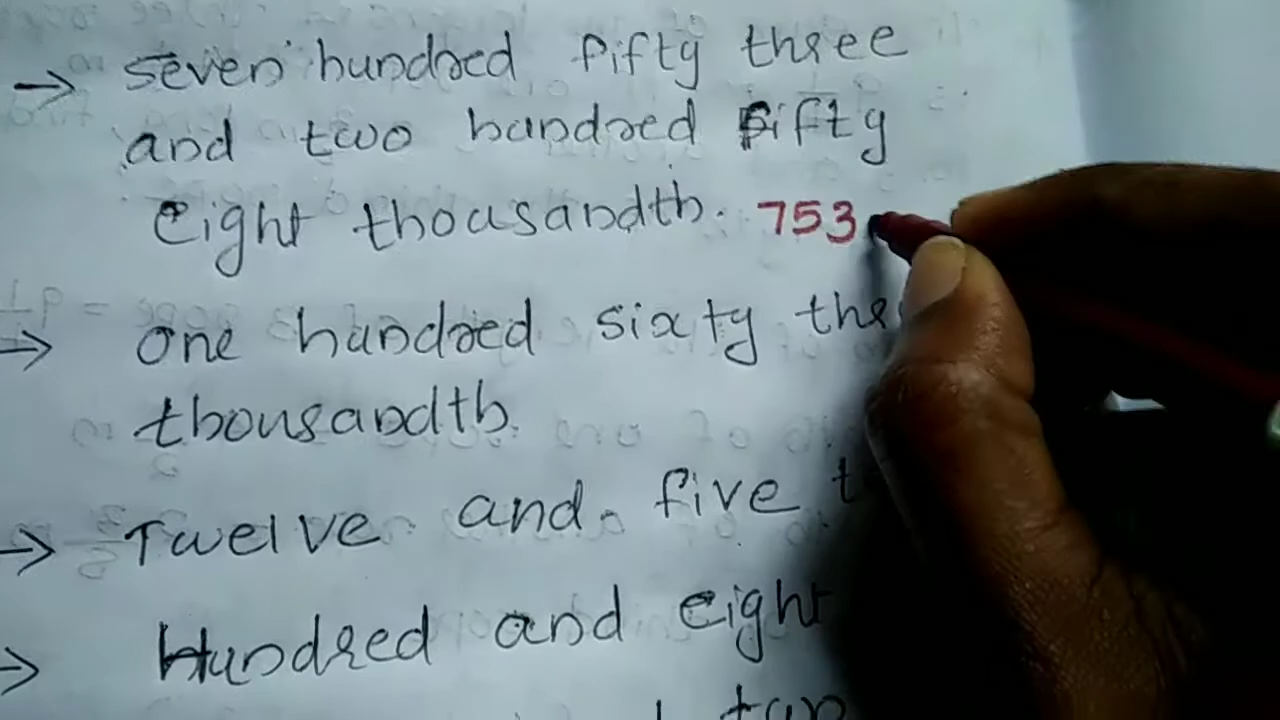 → seven hundred fifty three
and two hundred fifty
eight thousandth. 753
→ one hundred sixty
thousandth.
→ Twelve and five
→ Hundred and eight
two